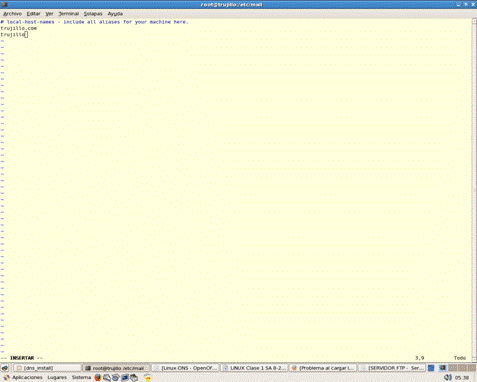 root@trujillo:/etc/mail
Archivo Editar Ver Terminal Solapas Ayuda
# local-host-names - include all aliases for your machine here.
trujillo.com
trujillo
-- INSERTAR -- 3,9 Todo
[dns_install] root@trujillo:/etc/mail [Linux-DNS - OpenOf... LINUX Clase 1 SA 8-2... [Problema al cargar l... [SERVIDOR FTP - Ser...
Aplicaciones Lugares Sistema 05:38